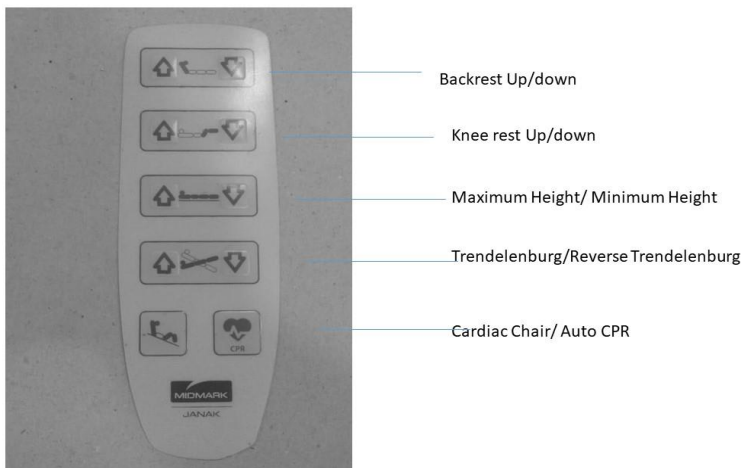 Backrest Up/down
Knee rest Up/down
Maximum Height/ Minimum Height
Trendelenburg/Reverse Trendelenburg
Cardiac Chair/ Auto CPR
CPR
MIDMARK
JANAK